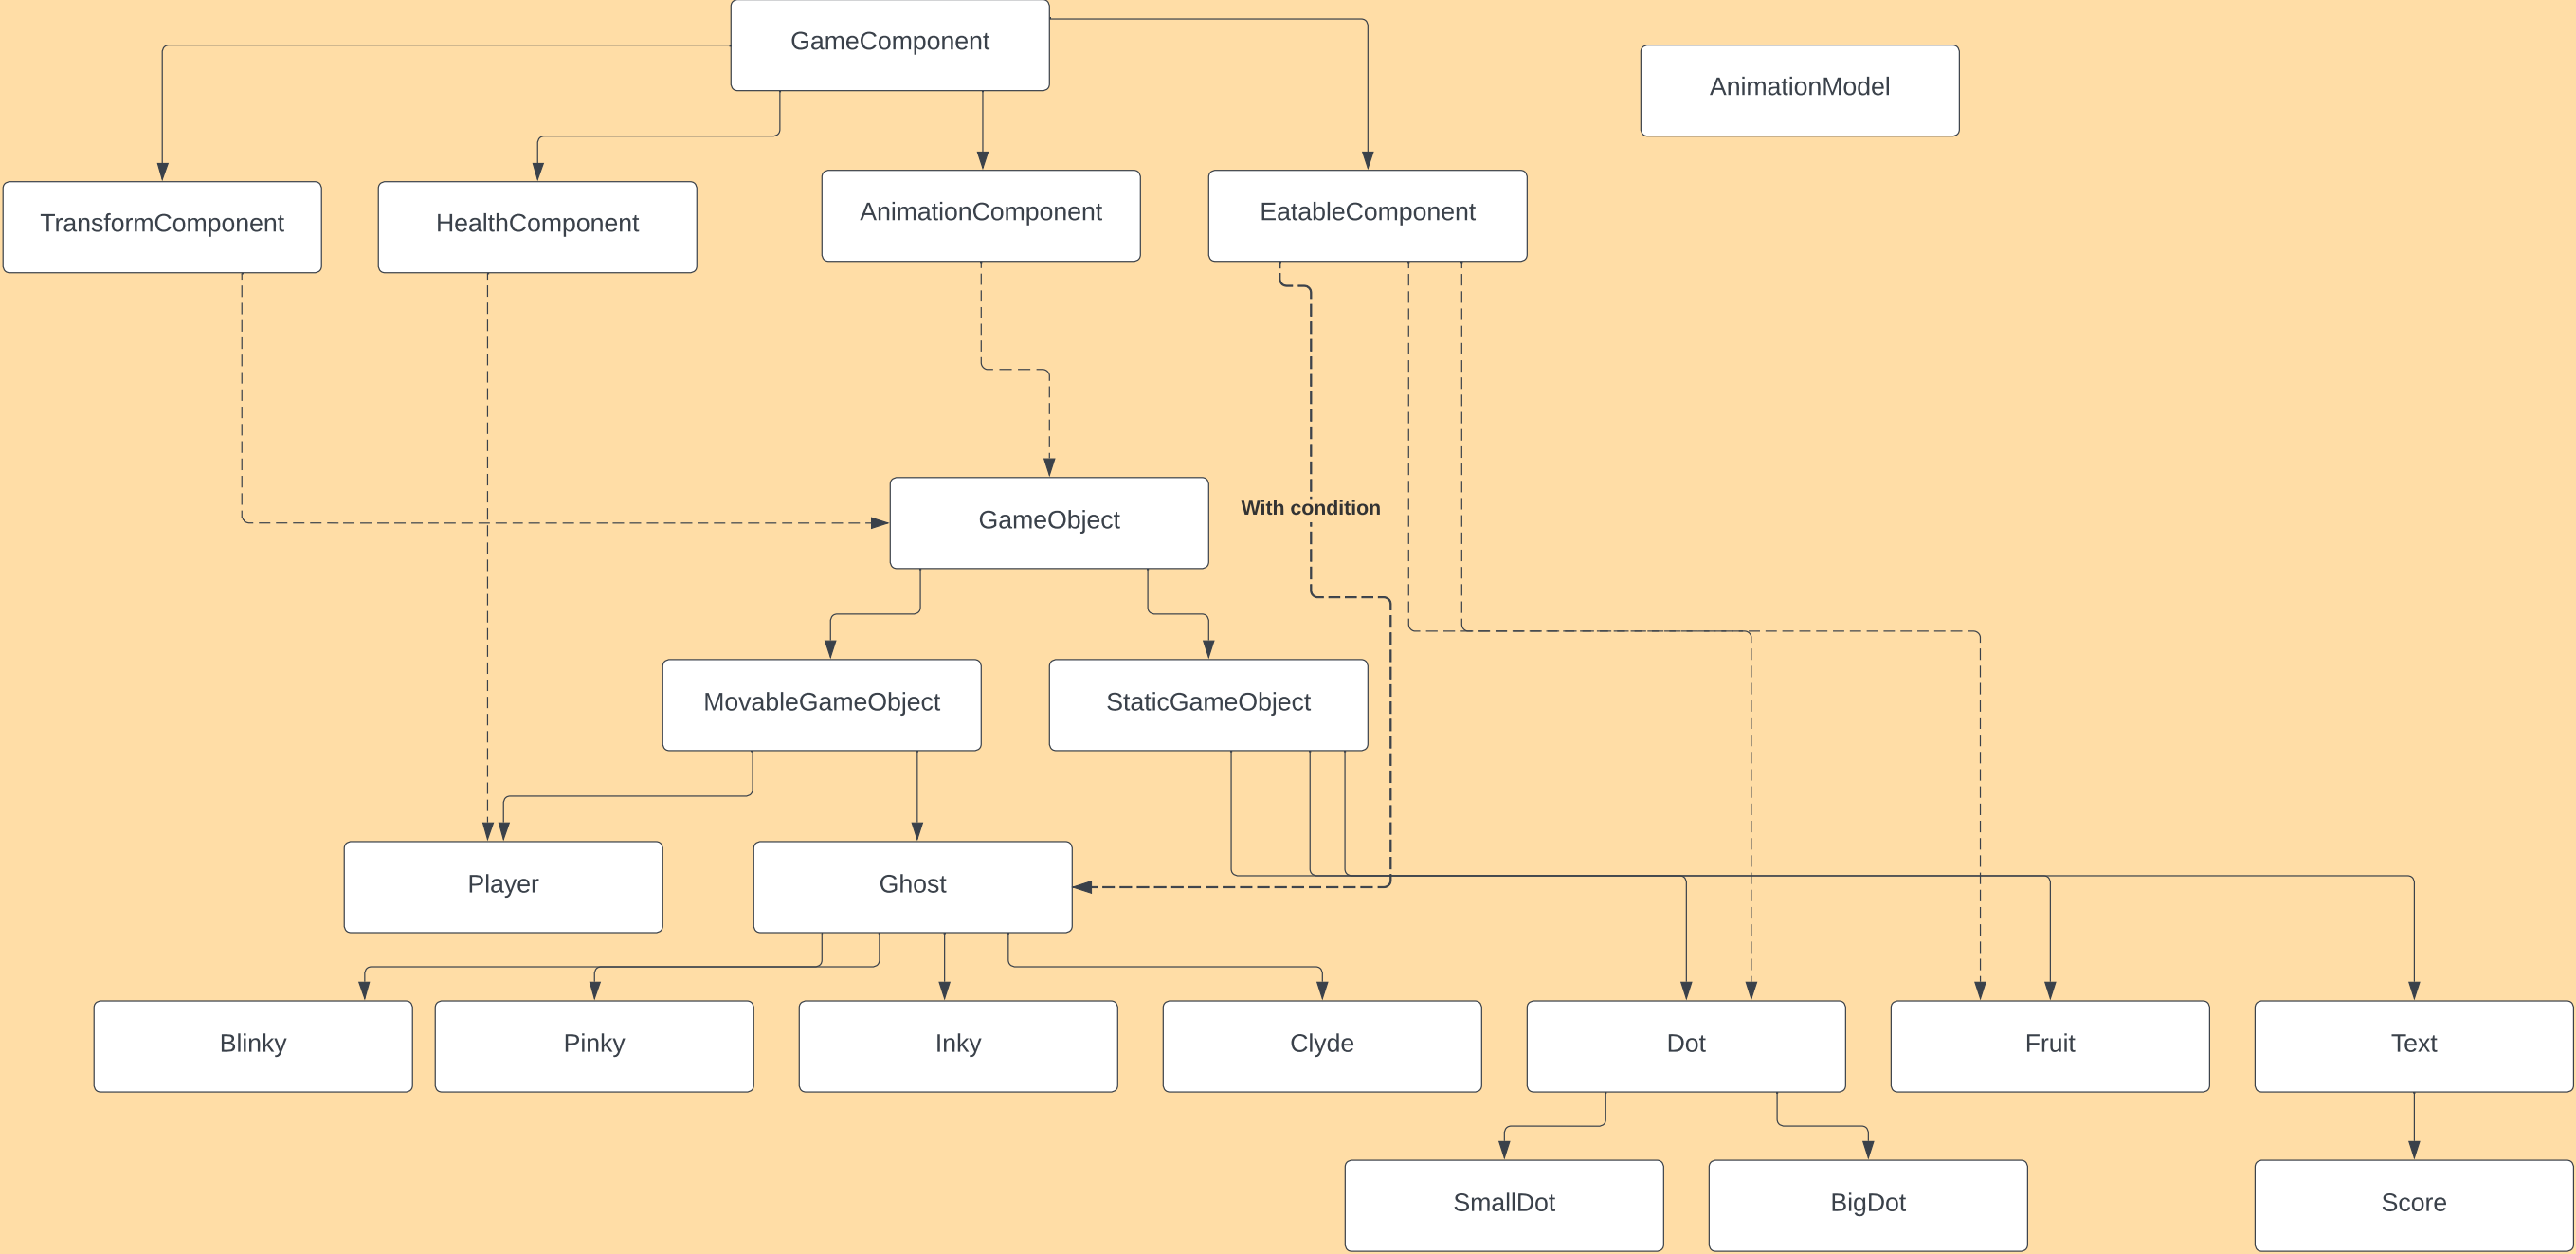 GameComponent
AnimationModel
TransformComponent
HealthComponent
AnimationComponent
EatableComponent
With condition
GameObject
MovableGameObject
StaticGameObject
Player
Ghost
Blinky
Pinky
Inky
Clyde
Dot
Fruit
Text
SmallDot
BigDot
Score